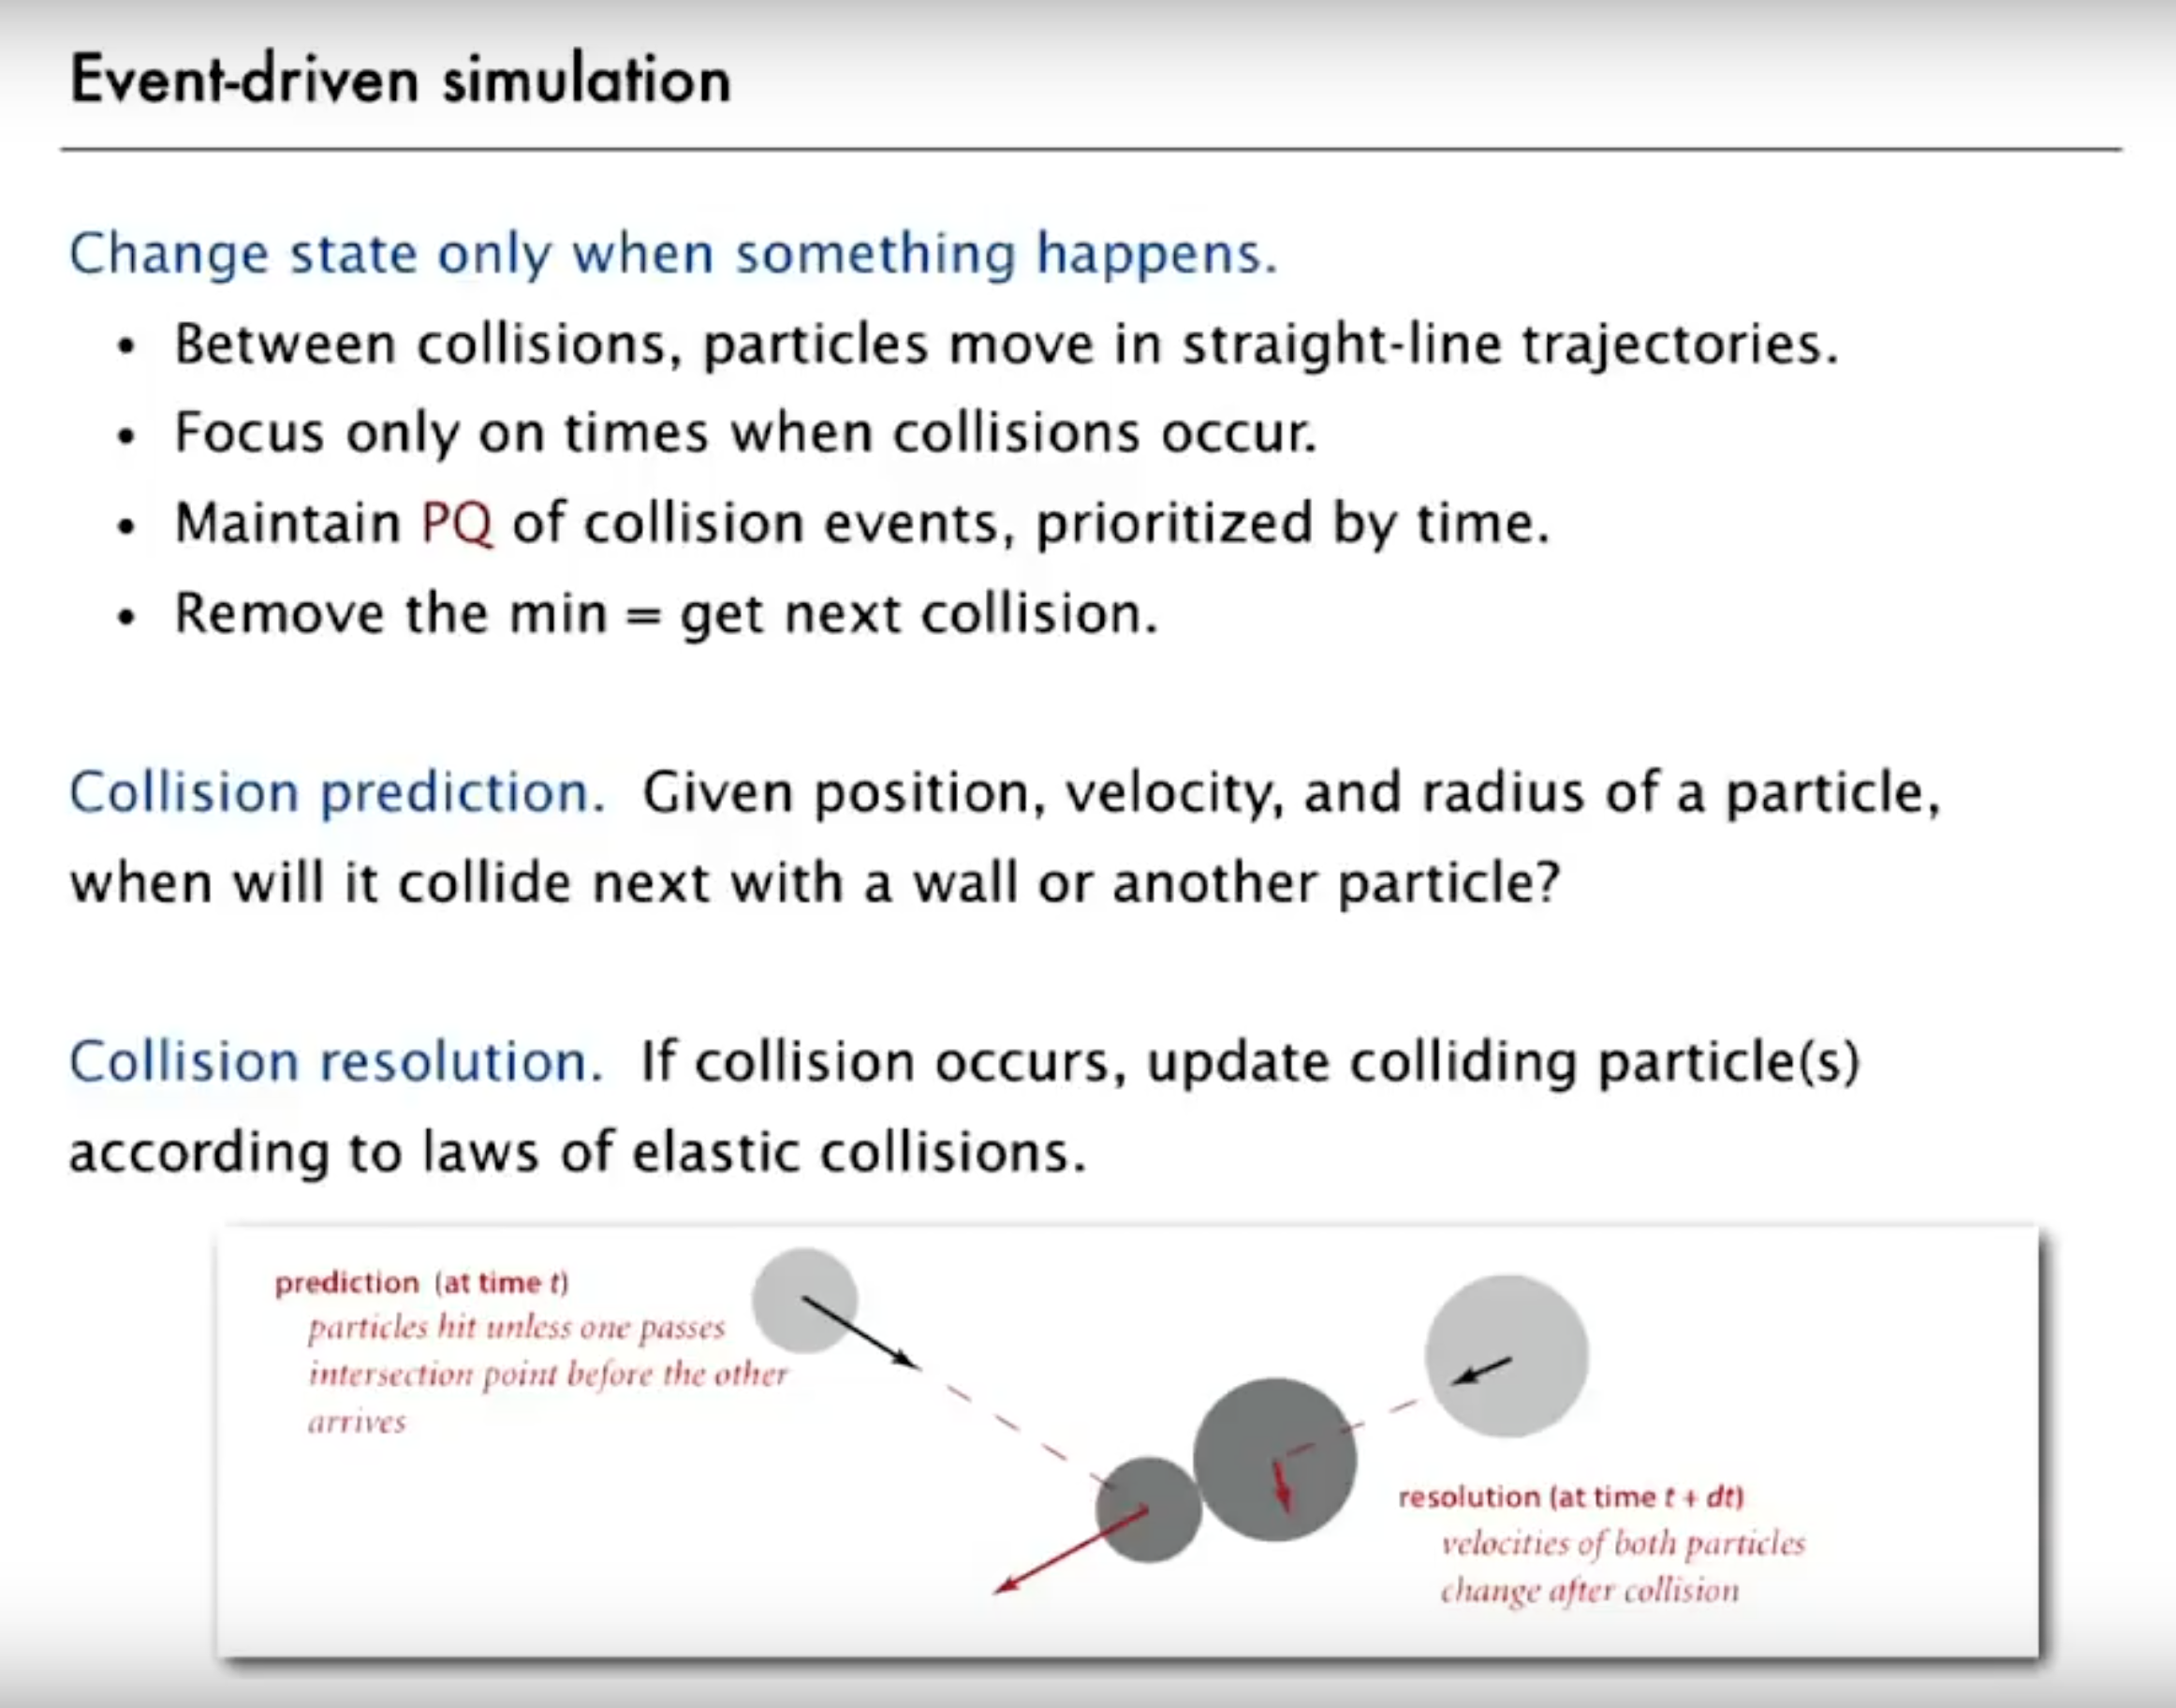 Event-driven simulation
Change state only when something happens.
• Between collisions, particles move in straight-line trajectories.
• Focus only on times when collisions occur.
• Maintain PQ of collision events, prioritized by time.
• Remove the min = get next collision.
Collision prediction. Given position, velocity, and radius of a particle,
when will it collide next with a wall or another particle?
Collision resolution. If collision occurs, update colliding particle(s)
according to laws of elastic collisions.
prediction (at time t)
particles hit unless one passes
intersection point before the other
arrives
resolution (at time t + dt)
velocities of both particles
change after collision